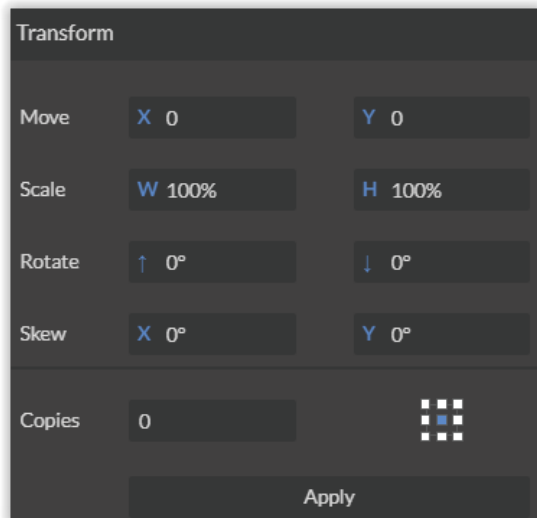 Transform
Move X 0 Y 0
Scale W 100% H 100%
Rotate ↑ 0° ↓ 0°
Skew X 0° Y 0°
Copies 0
Apply